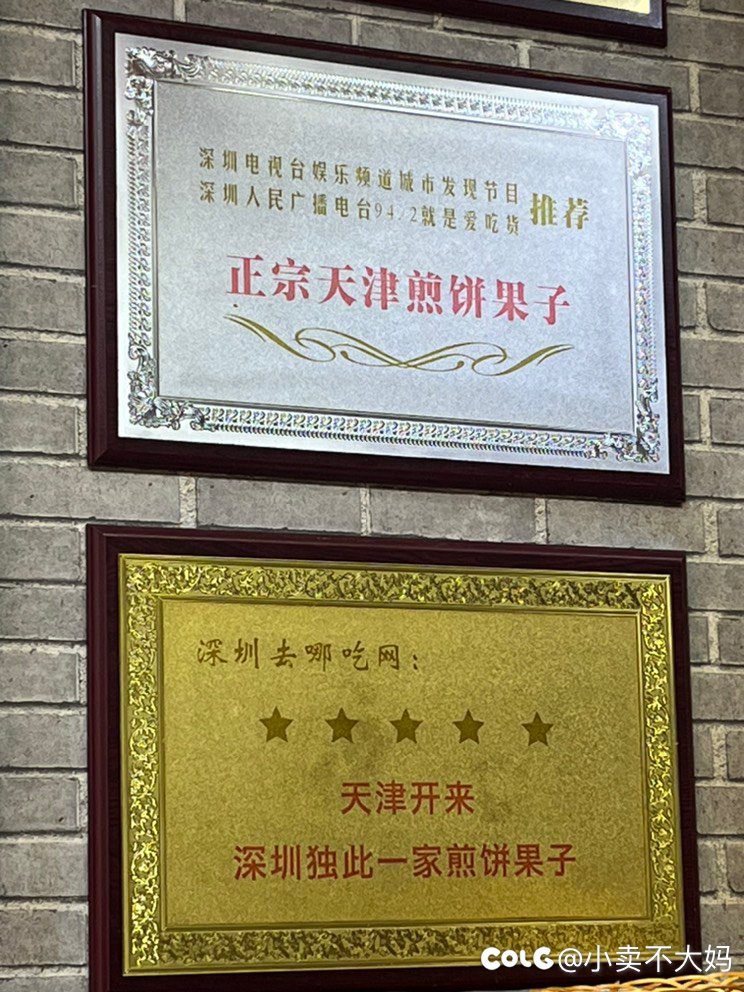 深圳电视台娱乐频道城市发现节目
深圳人民广播电台94.2就是爱吃货
推荐
正宗天津煎饼果子
深圳去哪吃网：
★ ★ ★ ★ ★
天津开来
深圳独此一家煎饼果子
COLG @小卖不大妈